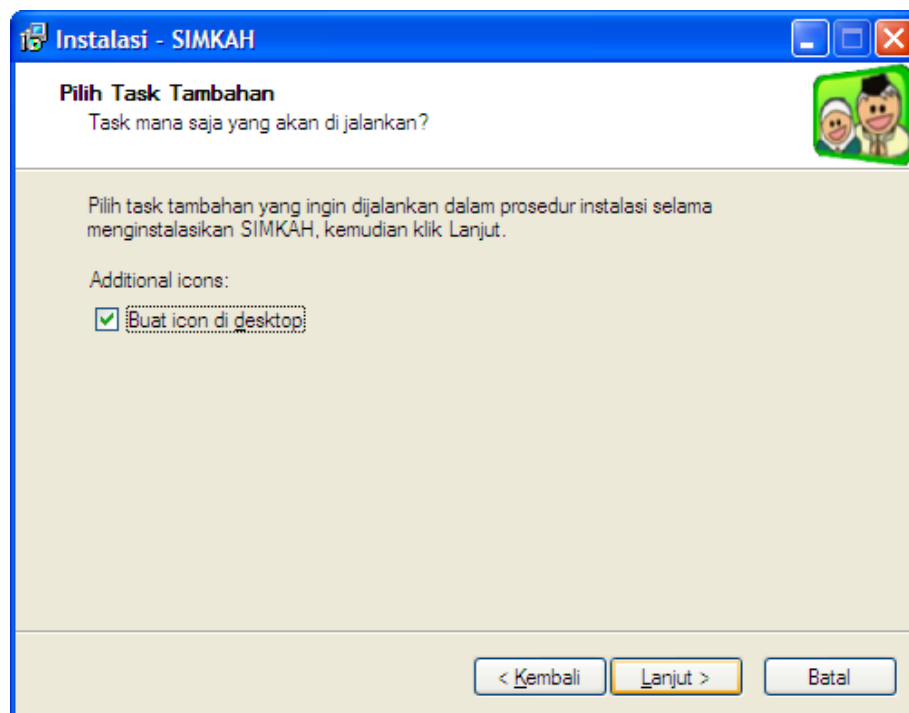 Instalasi - SIMKAH
Pilih Task Tambahan
Task mana saja yang akan di jalankan?
Pilih task tambahan yang ingin dijalankan dalam prosedur instalasi selama
menginstalasikan SIMKAH, kemudian klik Lanjut.
Additional icons:
Buat icon di desktop
< Kembali
Lanjut >
Batal